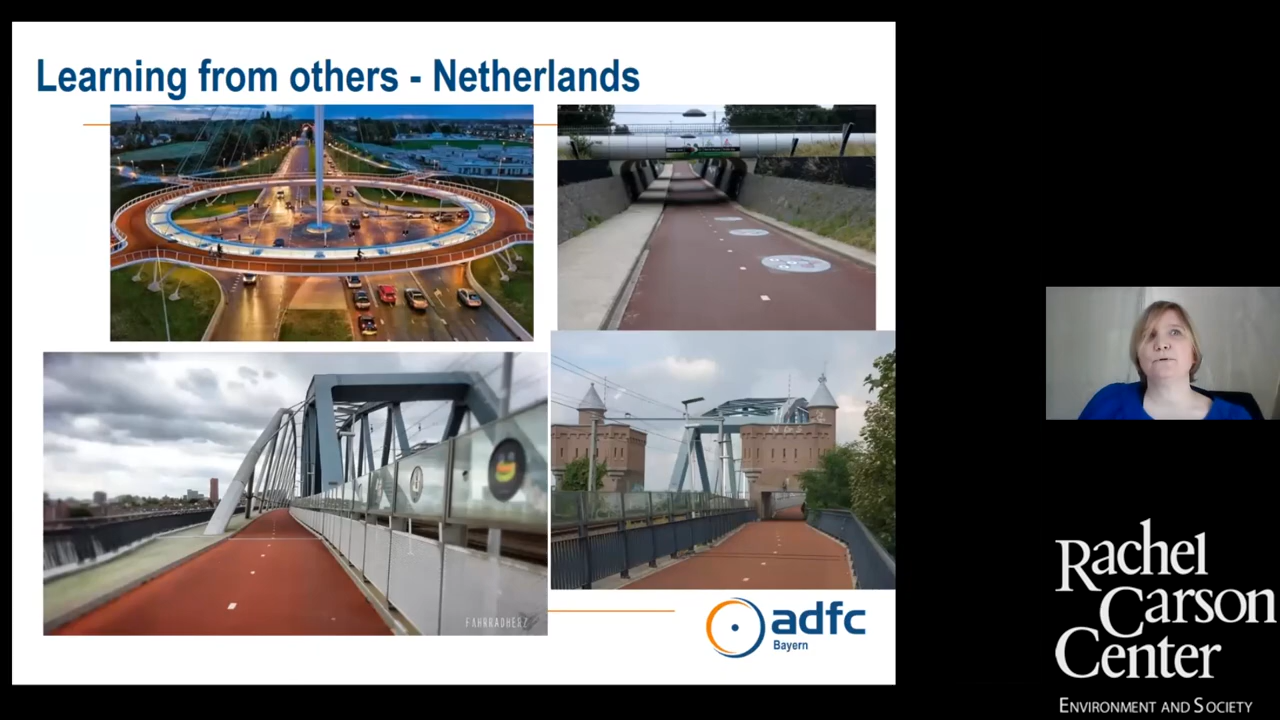 Learning from others - Netherlands
FAHRRADHERZ
adfc
Bayern
Rachel
Carson
Center
ENVIRONMENT AND SOCIETY